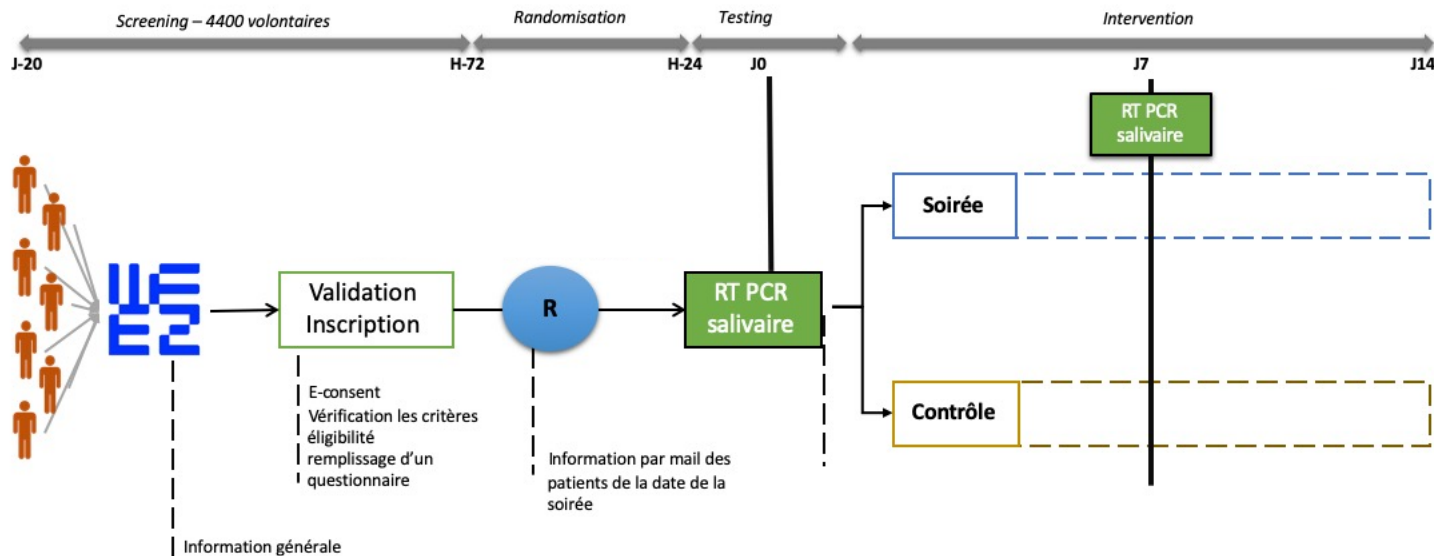 Screening – 4400 volontaires
Randomisation
Testing
Intervention
J-20
H-72
H-24
J0
J7
J14
RT PCR
salivaire
WEEZ
Validation
Inscription
R
RT PCR
salivaire
Soirée
Contrôle
E-consent
Vérification les critères
éligibilité
remplissage d'un
questionnaire
Information par mail des
patients de la date de la
soirée
Information générale